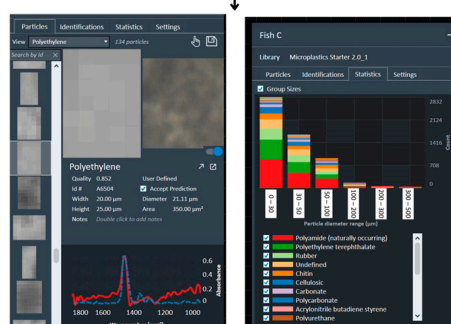 Particles Identifications Statistics Settings
View Polyethylene 134 particles
Search by Id
Polyethylene
Quality 0.852 User Defined
Id # A6504 Accept Prediction
Width 20.00 µm Diameter 21.11 µm
Height 25.00 µm Area 350.00 µm²
Notes Double click to add notes
0.6
0.4
0.2
0.0
Absorbance
1800 1600 1400 1200 1000
Fish C
Library Microplastics Starter 2.0_1
Particles Identifications Statistics Settings
Group Sizes
2832
2124
1416
708
0
Count
0 - 30
30 - 50
50 - 100
100 - 200
200 - 300
300 - 500
Particle diameter range [µm]
Polyamide (naturally occurring)
Polyethylene terephthalate
Rubber
Undefined
Chitin
Cellulosic
Carbonate
Polycarbonate
Acrylonitrile butadiene styrene
Polyurethane